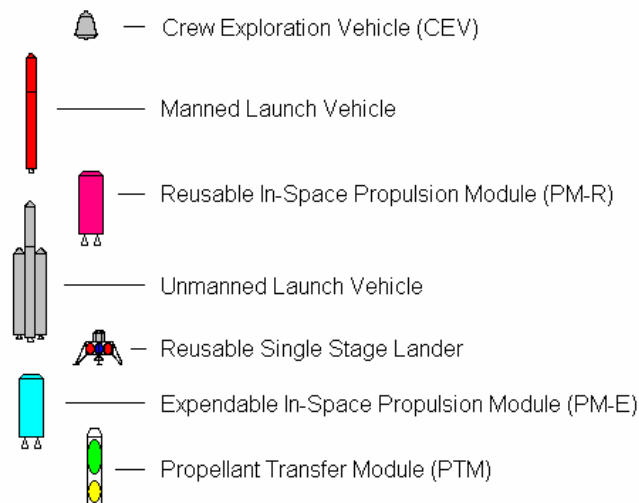 Crew Exploration Vehicle (CEV)
Manned Launch Vehicle
Reusable In-Space Propulsion Module (PM-R)
Unmanned Launch Vehicle
Reusable Single Stage Lander
Expendable In-Space Propulsion Module (PM-E)
Propellant Transfer Module (PTM)